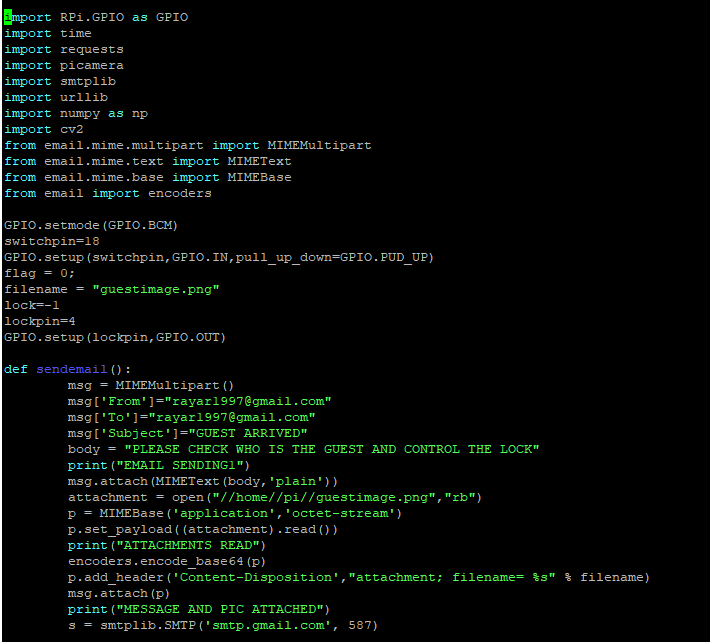 import RPi.GPIO as GPIO
import time
import requests
import picamera
import smtplib
import urllib
import numpy as np
import cv2
from email.mime.multipart import MIMEMultipart
from email.mime.text import MIMEText
from email.mime.base import MIMEBase
from email import encoders

GPIO.setmode(GPIO.BCM)
switchpin=18
GPIO.setup(switchpin,GPIO.IN,pull_up_down=GPIO.PUD_UP)
flag = 0;
filename = "guestimage.png"
lock=-1
lockpin=4
GPIO.setup(lockpin,GPIO.OUT)

def sendemail():
        msg = MIMEMultipart()
        msg['From']="rayar1997@gmail.com"
        msg['To']="rayar1997@gmail.com"
        msg['Subject']="GUEST ARRIVED"
        body = "PLEASE CHECK WHO IS THE GUEST AND CONTROL THE LOCK"
        print("EMAIL SENDING1")
        msg.attach(MIMEText(body,'plain'))
        attachment = open("//home//pi//guestimage.png","rb")
        p = MIMEBase('application','octet-stream')
        p.set_payload((attachment).read())
        print("ATTACHMENTS READ")
        encoders.encode_base64(p)
        p.add_header('Content-Disposition',"attachment; filename= %s" % filename)
        msg.attach(p)
        print("MESSAGE AND PIC ATTACHED")
        s = smtplib.SMTP('smtp.gmail.com', 587)